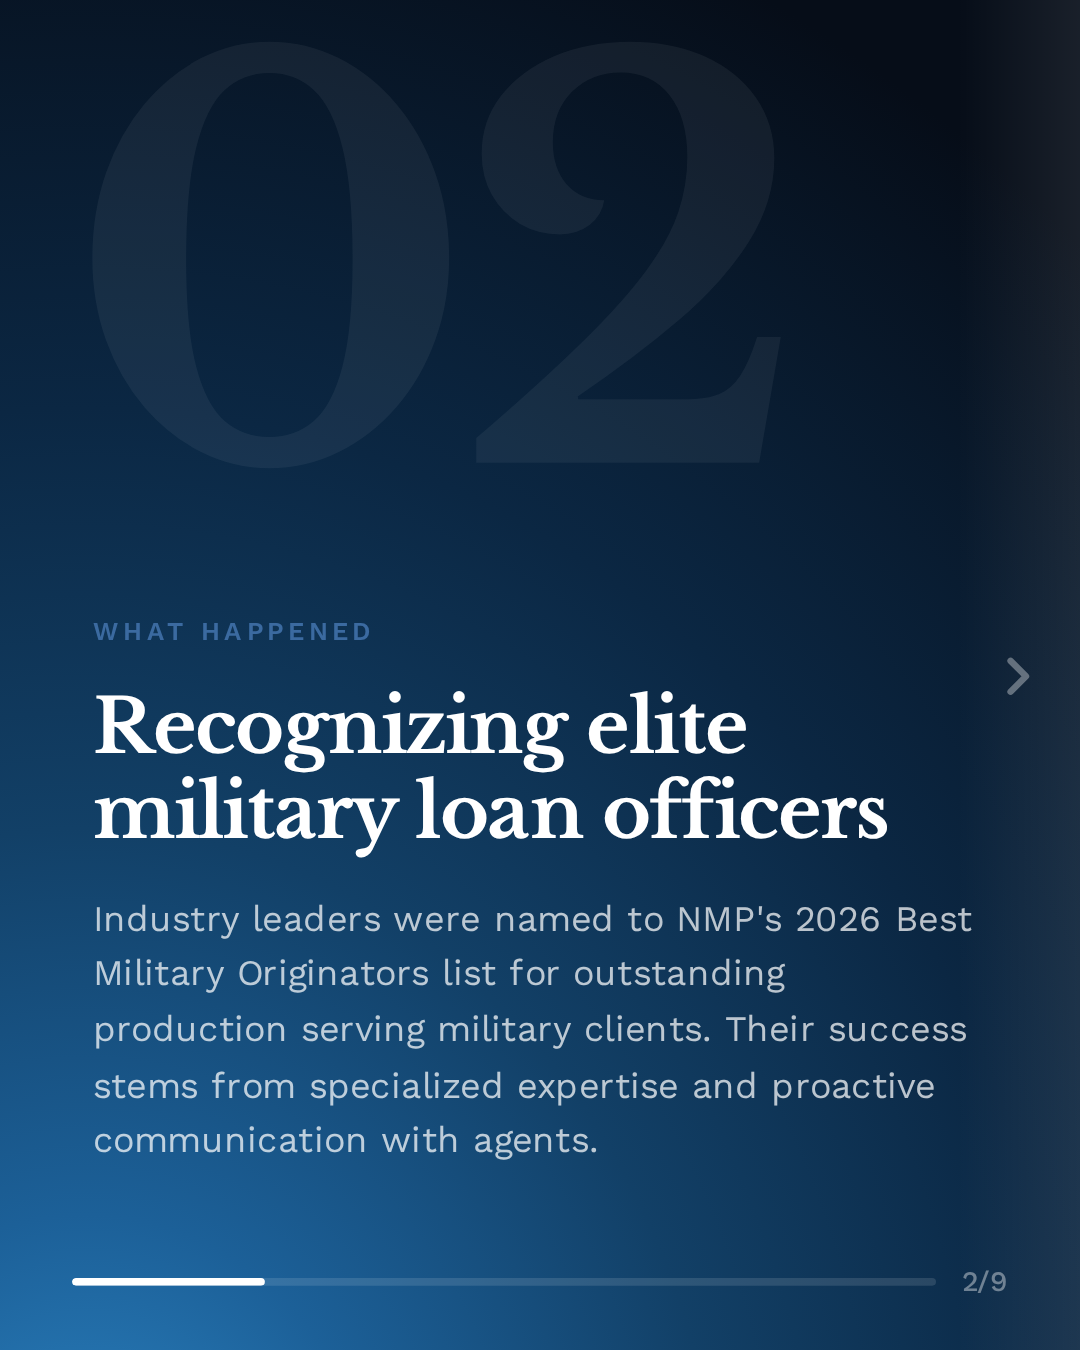 02
WHAT HAPPENED
Recognizing elite
military loan officers
Industry leaders were named to NMP's 2026 Best
Military Originators list for outstanding
production serving military clients. Their success
stems from specialized expertise and proactive
communication with agents.
2/9